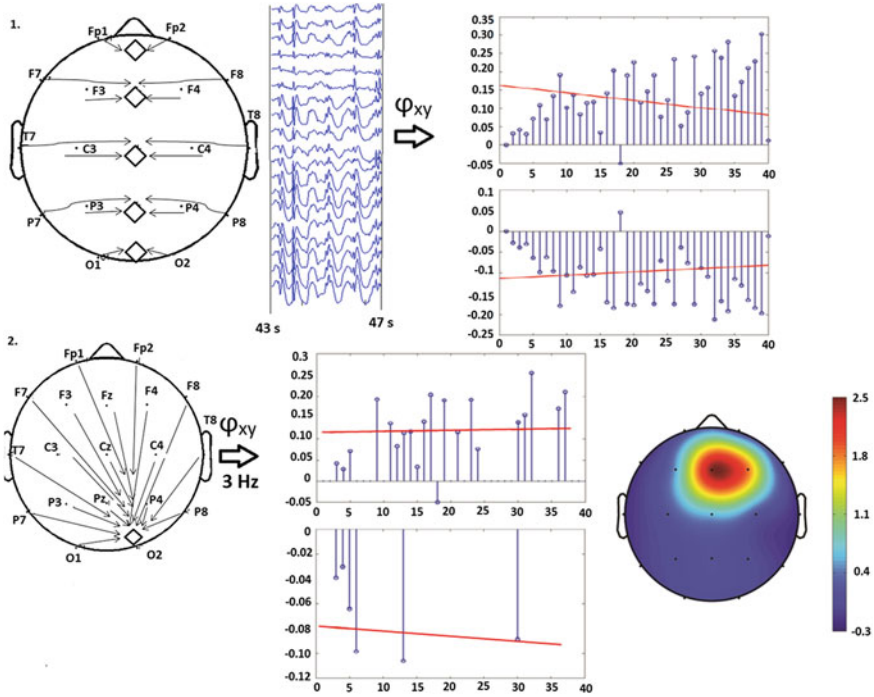 1.
Fp1 Fp2
F7 F3 F4 F8
T7 C3 C4 T8
P7 P3 P4 P8
O1 O2
43 s 47 s
φxy
0.35
0.30
0.25
0.20
0.15
0.10
0.05
0
-0.05
0 5 10 15 20 25 30 35 40
0.1
0.05
0
-0.05
-0.1
-0.15
-0.20
-0.25
0 5 10 15 20 25 30 35 40
2.
Fp1 Fp2
F7 F3 Fz F4 F8
T7 C3 Cz C4 T8
P7 P3 Pz P4 P8
O1 O2
φxy
3 Hz
0.3
0.25
0.20
0.15
0.10
0.05
0
-0.05
0 5 10 15 20 25 30 35 40
-0.00
-0.02
-0.04
-0.06
-0.08
-0.10
-0.12
0 5 10 15 20 25 30 35 40
2.5
1.8
1.1
0.4
-0.3